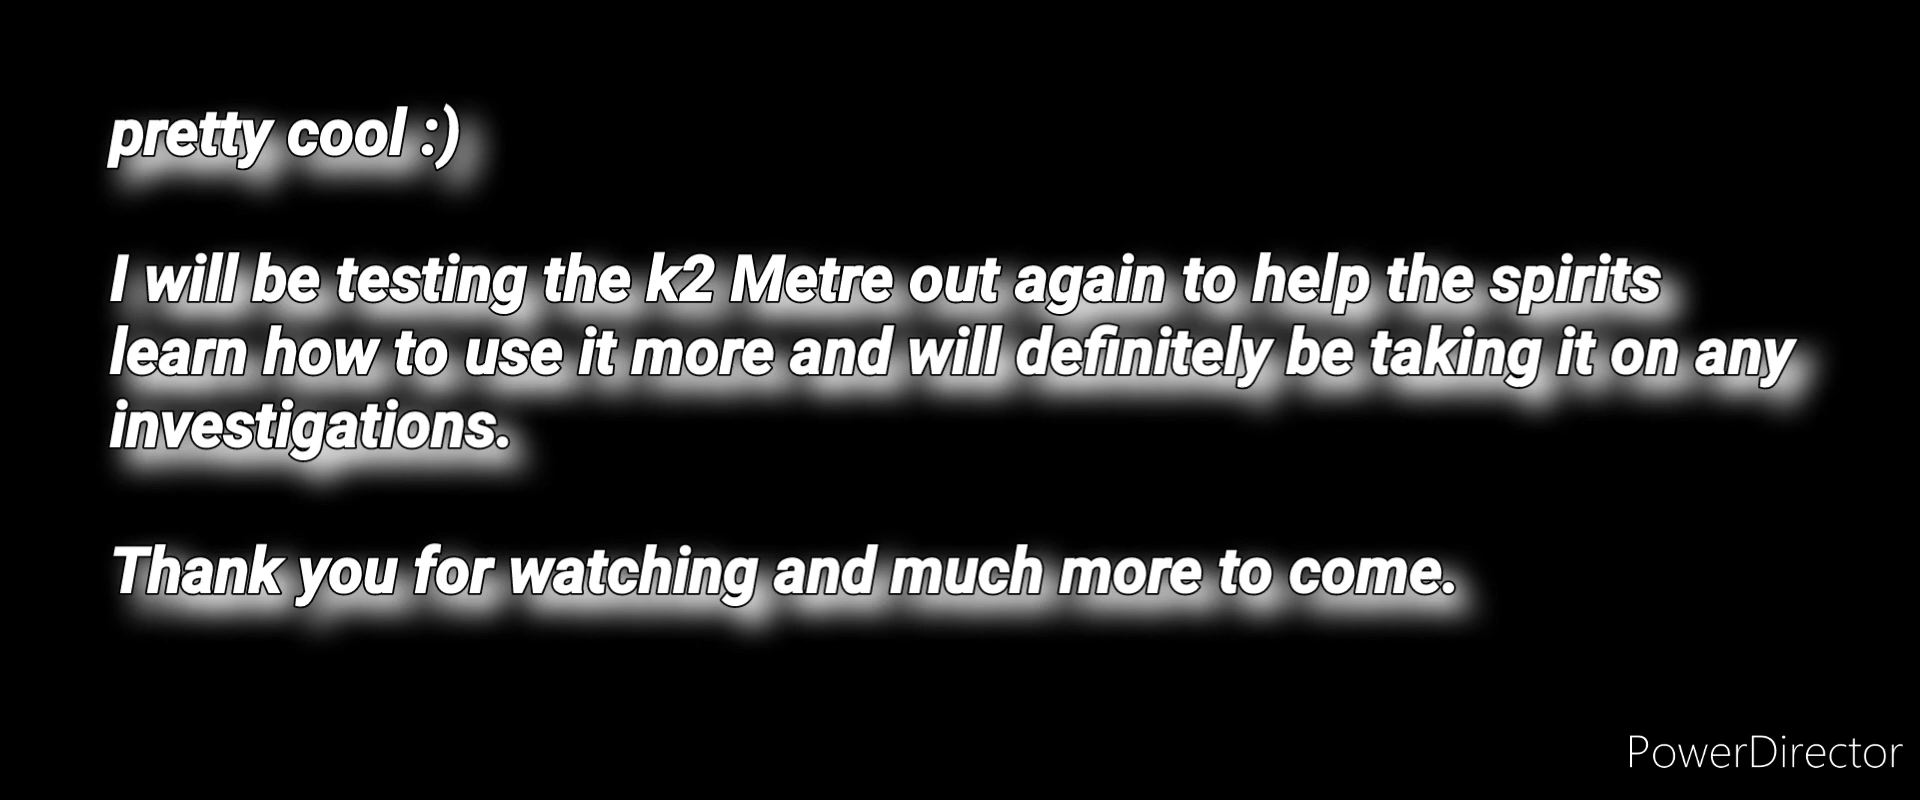 pretty cool :)
I will be testing the k2 Metre out again to help the spirits
learn how to use it more and will definitely be taking it on any
investigations.
Thank you for watching and much more to come.
PowerDirector